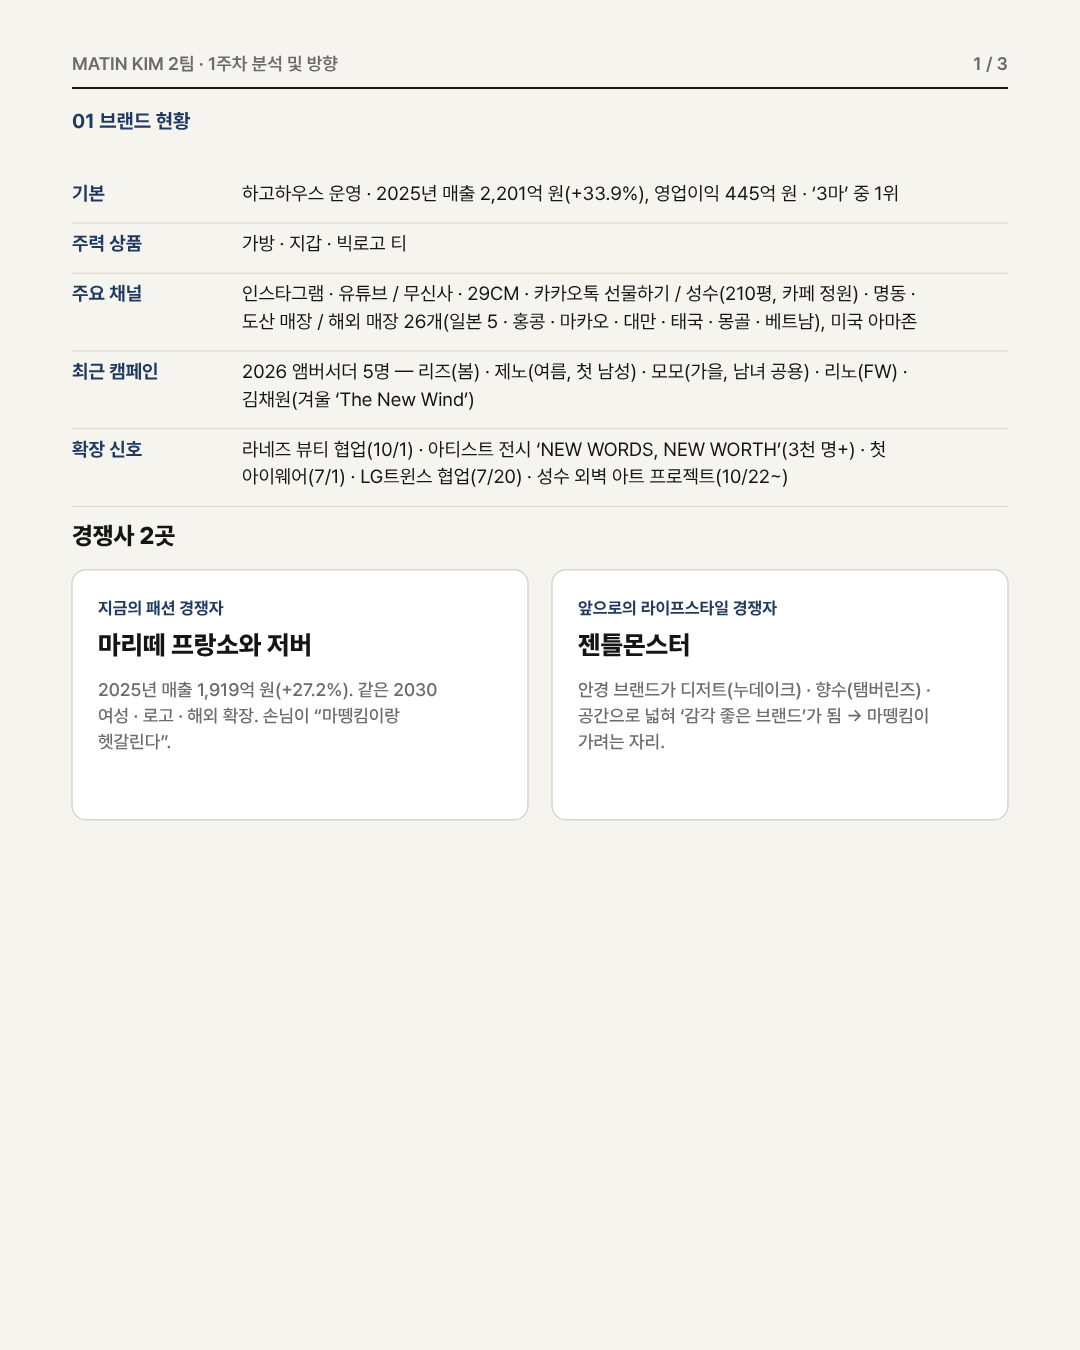 MATIN KIM 2팀 · 1주차 분석 및 방향
1 / 3
01 브랜드 현황
기본
하고하우스 운영 · 2025년 매출 2,201억 원(+33.9%), 영업이익 445억 원 · ‘3마’ 중 1위
주력 상품
가방 · 지갑 · 빅로고 티
주요 채널
인스타그램 · 유튜브 / 무신사 · 29CM · 카카오톡 선물하기 / 성수(210평, 카페 정원) · 명동 ·
도산 매장 / 해외 매장 26개(일본 5 · 홍콩 · 마카오 · 대만 · 태국 · 몽골 · 베트남), 미국 아마존
최근 캠페인
2026 앰버서더 5명 — 리즈(봄) · 제노(여름, 첫 남성) · 모모(가을, 남녀 공용) · 리노(FW) ·
김채원(겨울 ‘The New Wind’)
확장 신호
라네즈 뷰티 협업(10/1) · 아티스트 전시 ‘NEW WORDS, NEW WORTH’(3천 명+) · 첫
아이웨어(7/1) · LG트윈스 협업(7/20) · 성수 외벽 아트 프로젝트(10/22~)
경쟁사 2곳
지금의 패션 경쟁자
마리떼 프랑소와 저버
2025년 매출 1,919억 원(+27.2%). 같은 2030
여성 · 로고 · 해외 확장. 손님이 “마뗑킴이랑
헷갈린다”.
앞으로의 라이프스타일 경쟁자
젠틀몬스터
안경 브랜드가 디저트(누데이크) · 향수(탬버린즈) ·
공간으로 넓혀 ‘감각 좋은 브랜드’가 됨 → 마뗑킴이
가려는 자리.